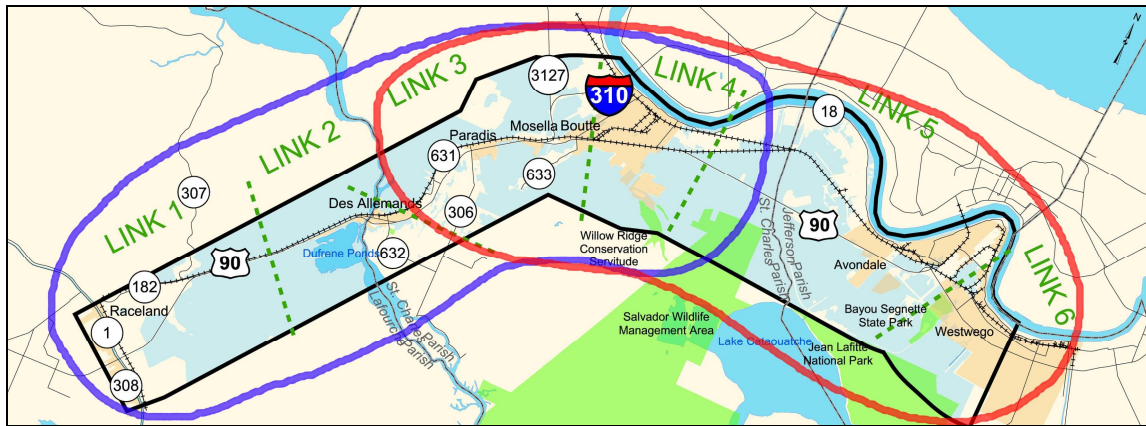 LINK 1
LINK 2
LINK 3
LINK 4
LINK 5
LINK 6
N
3127
310
18
Mosella Boutte
Paradis
631
633
307
Des Allemands
306
90
Dufrene Ponds
632
182
Raceland
1
308
St. Charles Parish
Lafourche Parish
Willow Ridge
Conservation
Servitude
St. Charles Parish
Jefferson Parish
90
Avondale
Salvador Wildlife
Management Area
Lake Cataouatche
Bayou Segnette
State Park
Westwego
Jean Lafitte
National Park